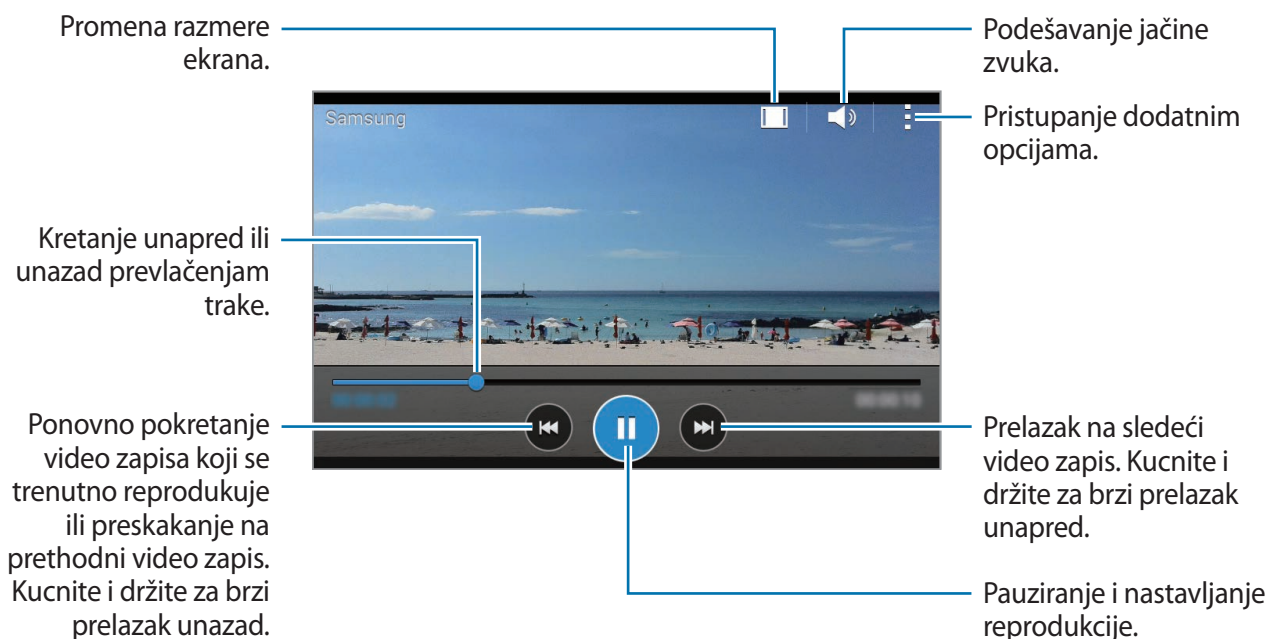 Promena razmere
ekrana.
Podešavanje jačine
zvuka.
Samsung
Pristupanje dodatnim
opcijama.
Kretanje unapred ili
unazad prevlačenjam
trake.
Ponovno pokretanje
video zapisa koji se
trenutno reprodukuje
ili preskakanje na
prethodni video zapis.
Kucnite i držite za brzi
prelazak unazad.
Prelazak na sledeći
video zapis. Kucnite i
držite za brzi prelazak
unapred.
Pauziranje i nastavljanje
reprodukcije.